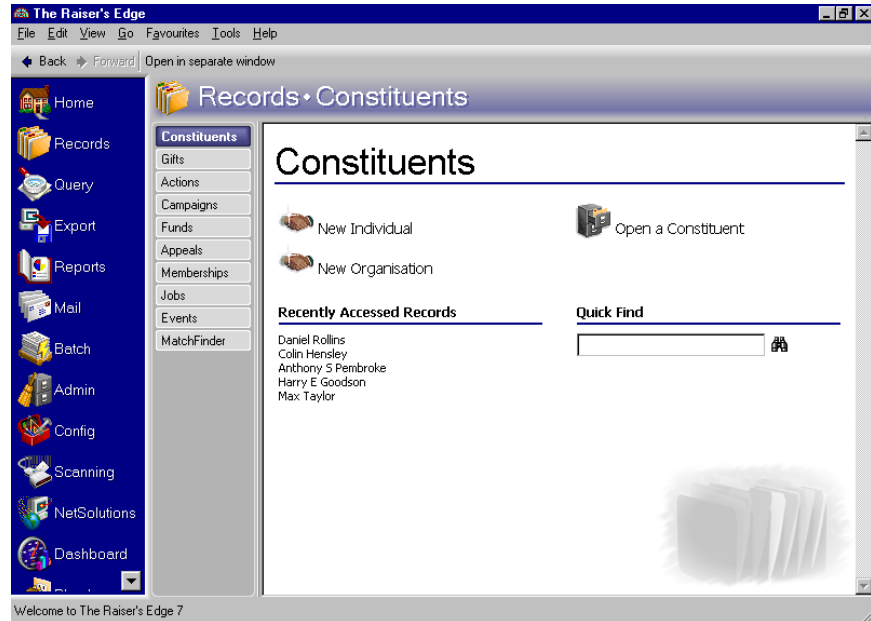 The Raiser's Edge
File Edit View Go Favourites Tools Help
Back Forward Open in separate window
Records • Constituents
Home
Records
Query
Export
Reports
Mail
Batch
Admin
Config
Scanning
NetSolutions
Dashboard
Constituents
Gifts
Actions
Campaigns
Funds
Appeals
Memberships
Jobs
Events
MatchFinder
Constituents
New Individual
Open a Constituent
New Organisation
Recently Accessed Records
Daniel Rollins
Colin Hensley
Anthony S Pembroke
Harry E Goodson
Max Taylor
Quick Find
Welcome to The Raiser's Edge 7